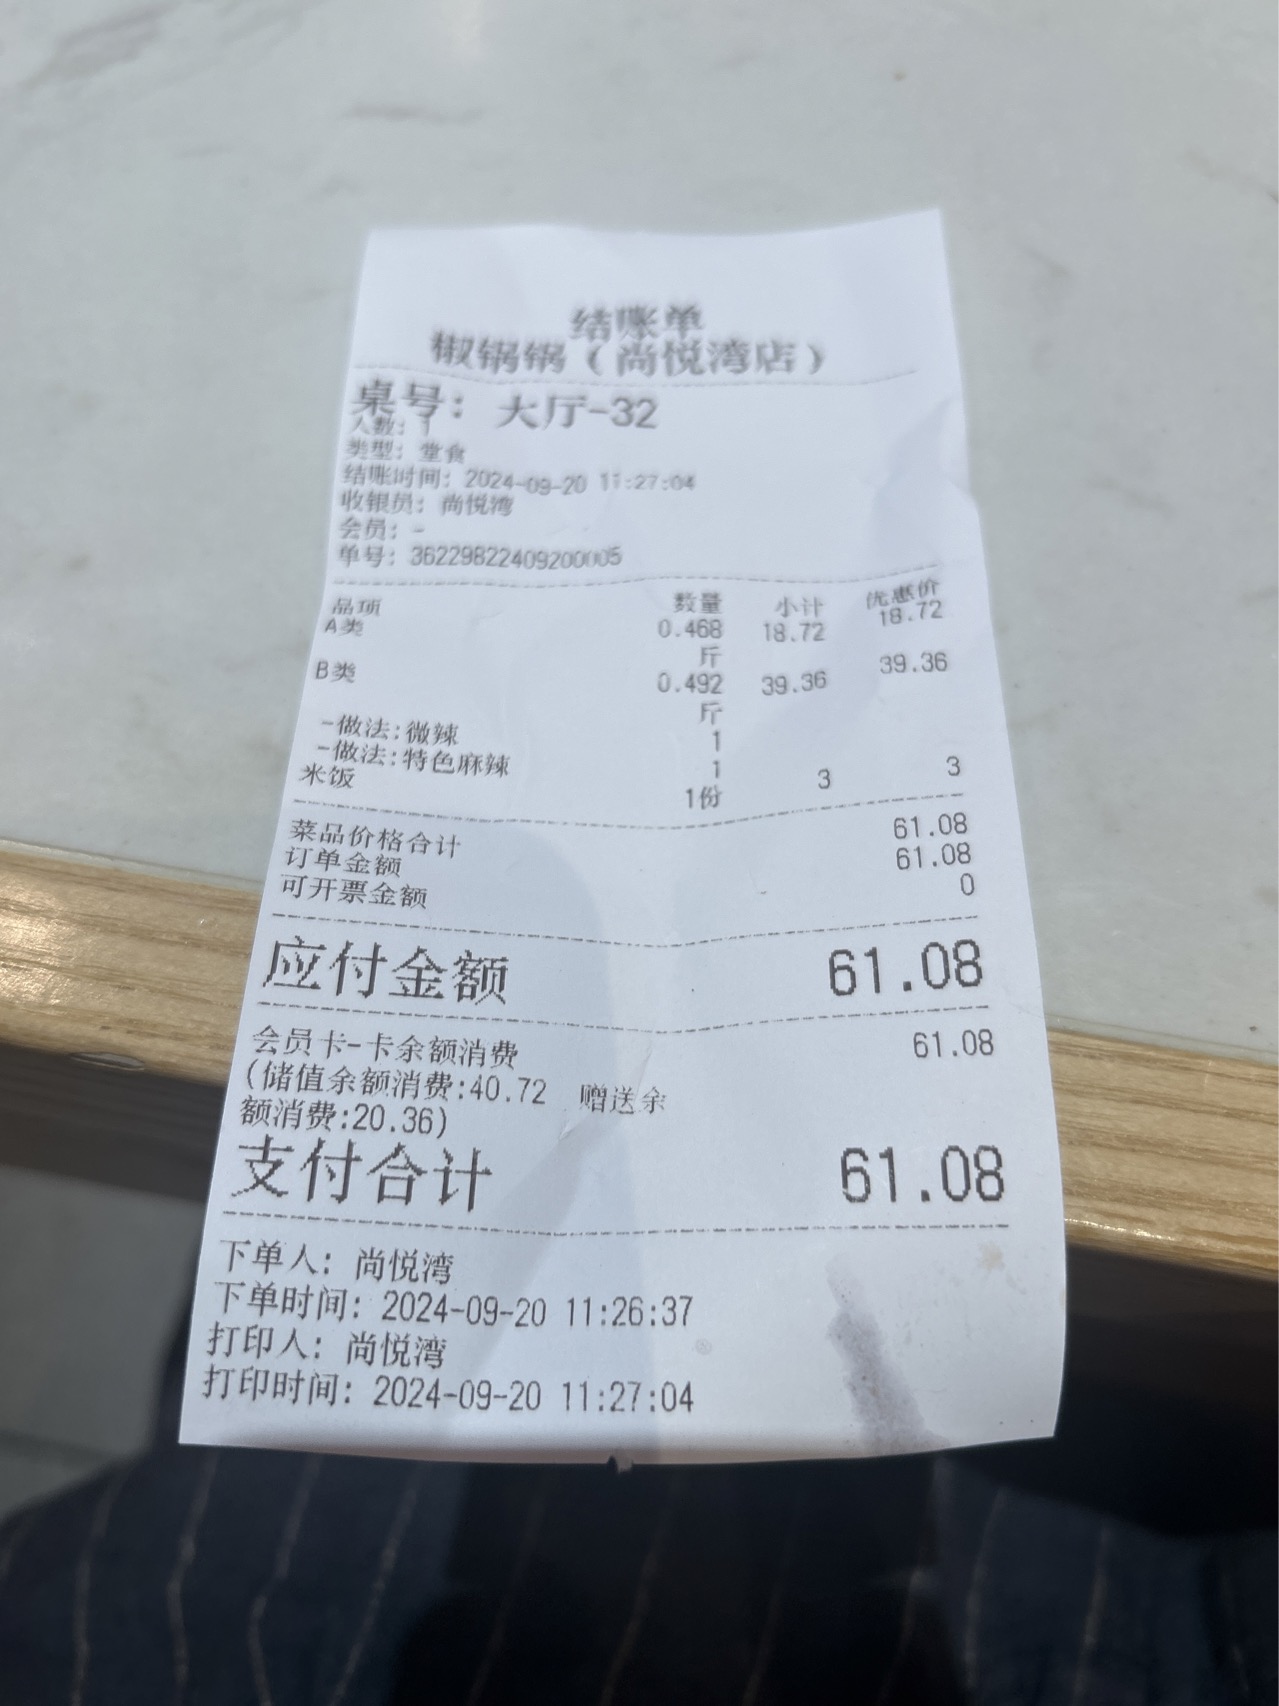 结账单
椒锅锅（尚悦湾店）
桌号：大厅-32
人数：1
类型：堂食
结账时间：2024-09-20 11:27:04
收银员：尚悦湾
会员：-
单号：36229822409200005
品项 数量 小计 优惠价
A类 0.468 18.72 18.72
斤
B类 0.492 39.36 39.36
斤
-做法:微辣 1
-做法:特色麻辣 1
米饭 1份 3 3
菜品价格合计 61.08
订单金额 61.08
可开票金额 0
应付金额 61.08
会员卡-卡余额消费 61.08
(储值余额消费:40.72 赠送余
额消费:20.36)
支付合计 61.08
下单人：尚悦湾
下单时间：2024-09-20 11:26:37
打印人：尚悦湾
打印时间：2024-09-20 11:27:04